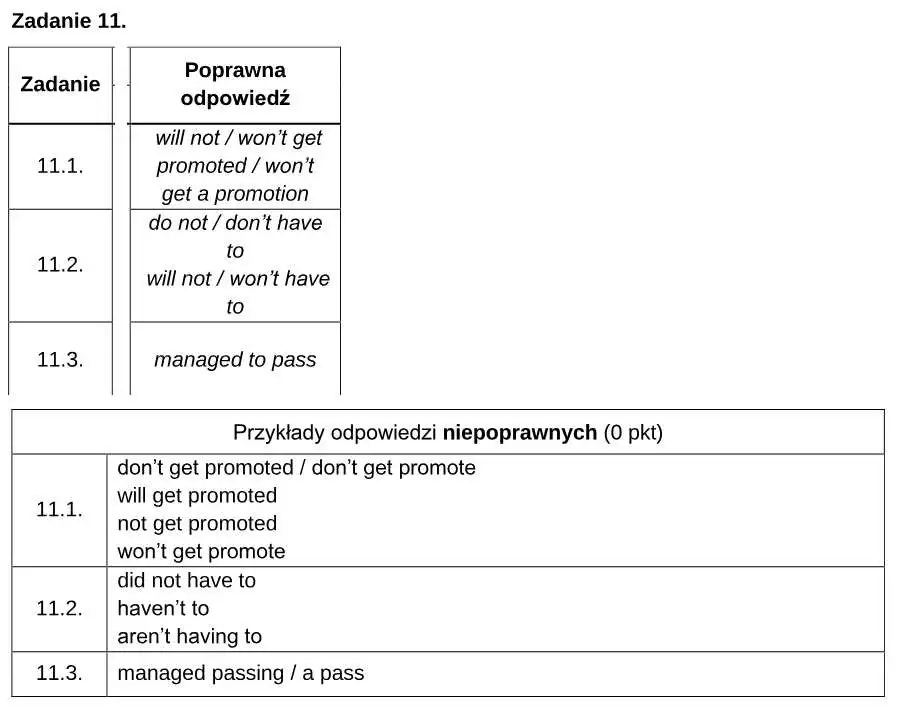 Zadanie 11.
Zadanie
Poprawna
odpowiedź
11.1.
will not / won’t get
promoted / won’t
get a promotion
11.2.
do not / don’t have
to
will not / won’t have
to
11.3.
managed to pass
Przykłady odpowiedzi niepoprawnych (0 pkt)
11.1.
don’t get promoted / don’t get promote
will get promoted
not get promoted
won’t get promote
11.2.
did not have to
haven’t to
aren’t having to
11.3.
managed passing / a pass